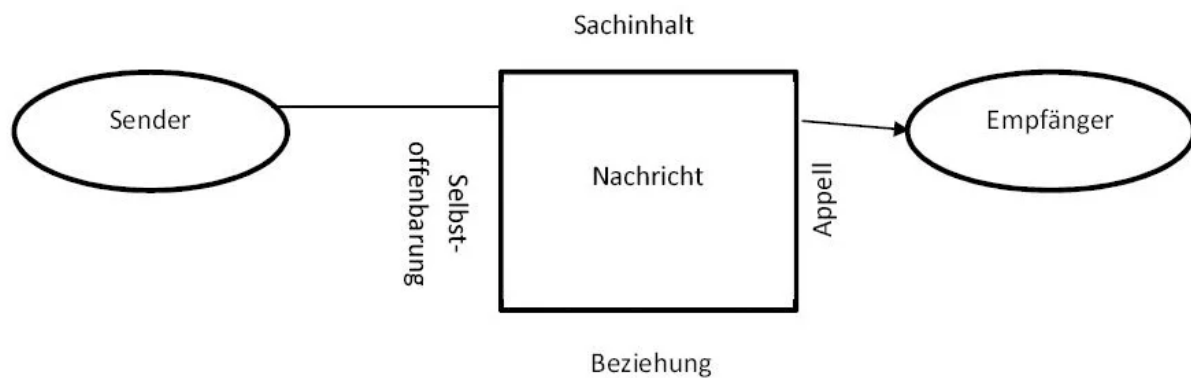 Sachinhalt
Sender
Selbst-
offenbarung
Nachricht
Appell
Empfänger
Beziehung